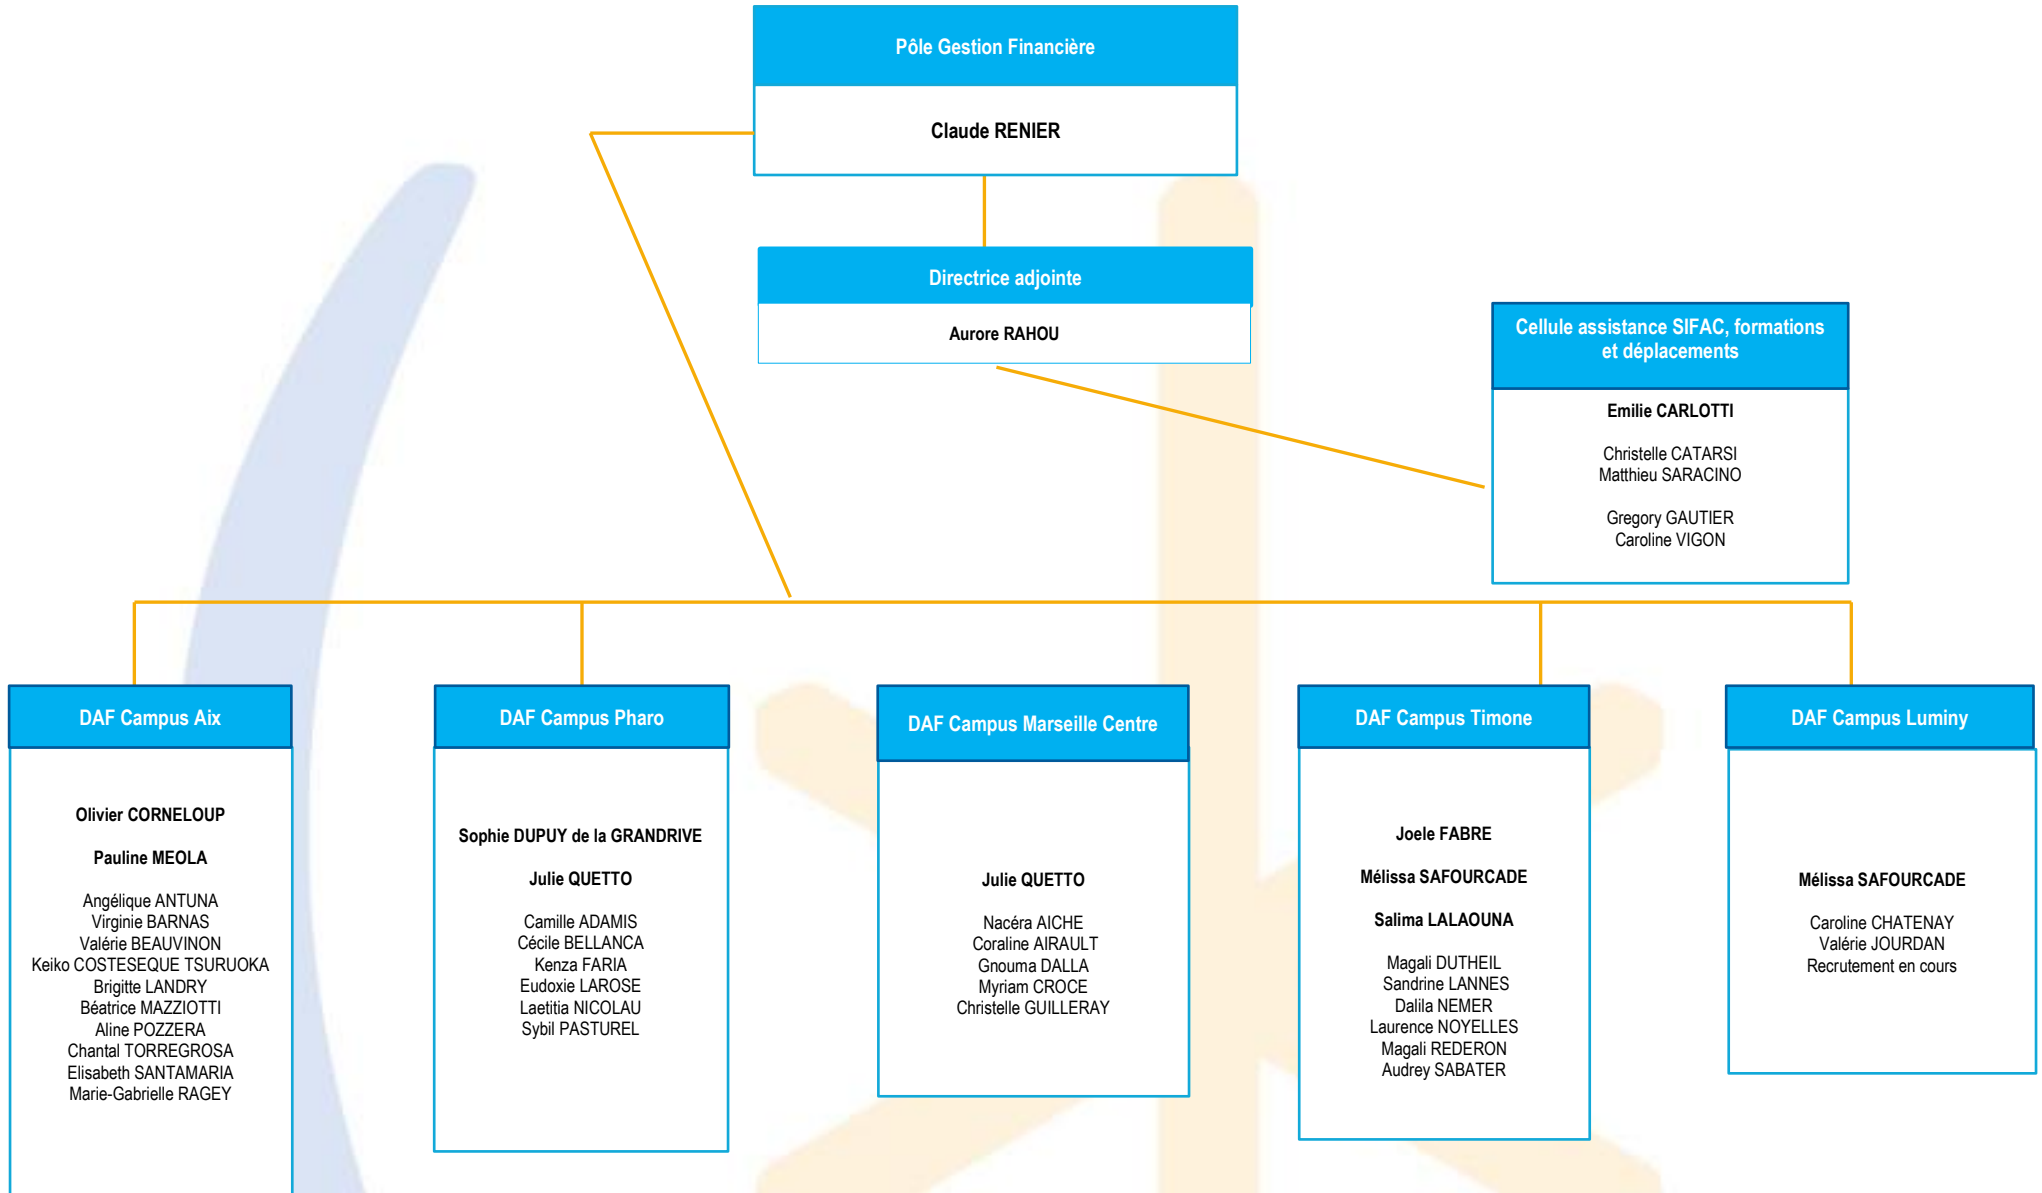 Pôle Gestion Financière
Claude RENIER
Directrice adjointe
Aurore RAHOU
Cellule assistance SIFAC, formations
et déplacements
Emilie CARLOTTI
Christelle CATARSI
Matthieu SARACINO
Gregory GAUTIER
Caroline VIGON
DAF Campus Aix
Olivier CORNELOUP
Pauline MEOLA
Angélique ANTUNA
Virginie BARNAS
Valérie BEAUVINON
Keiko COSTESEQUE TSURUOKA
Brigitte LANDRY
Béatrice MAZZIOTTI
Aline POZZERA
Chantal TORREGROSA
Elisabeth SANTAMARIA
Marie-Gabrielle RAGEY
DAF Campus Pharo
Sophie DUPUY de la GRANDRIVE
Julie QUETTO
Camille ADAMIS
Cécile BELLANCA
Kenza FARIA
Eudoxie LAROSE
Laetitia NICOLAU
Sybil PASTUREL
DAF Campus Marseille Centre
Julie QUETTO
Nacéra AICHE
Coraline AIRAULT
Gnouma DALLA
Myriam CROCE
Christelle GUILLERAY
DAF Campus Timone
Joele FABRE
Mélissa SAFOURCADE
Salima LALAOUNA
Magali DUTHEIL
Sandrine LANNES
Dalila NEMER
Laurence NOYELLES
Magali REDERON
Audrey SABATER
DAF Campus Luminy
Mélissa SAFOURCADE
Caroline CHATENAY
Valérie JOURDAN
Recrutement en cours